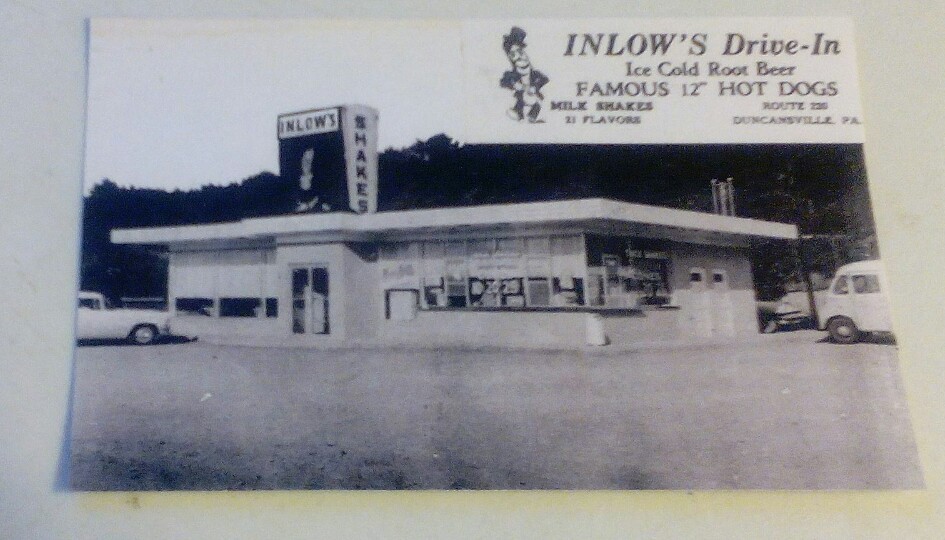 INLOW'S Drive-In
Ice Cold Root Beer
FAMOUS 12" HOT DOGS
MILK SHAKES
21 FLAVORS
ROUTE 220
DUNCANSVILLE, PA.
INLOW'S
SHAKES